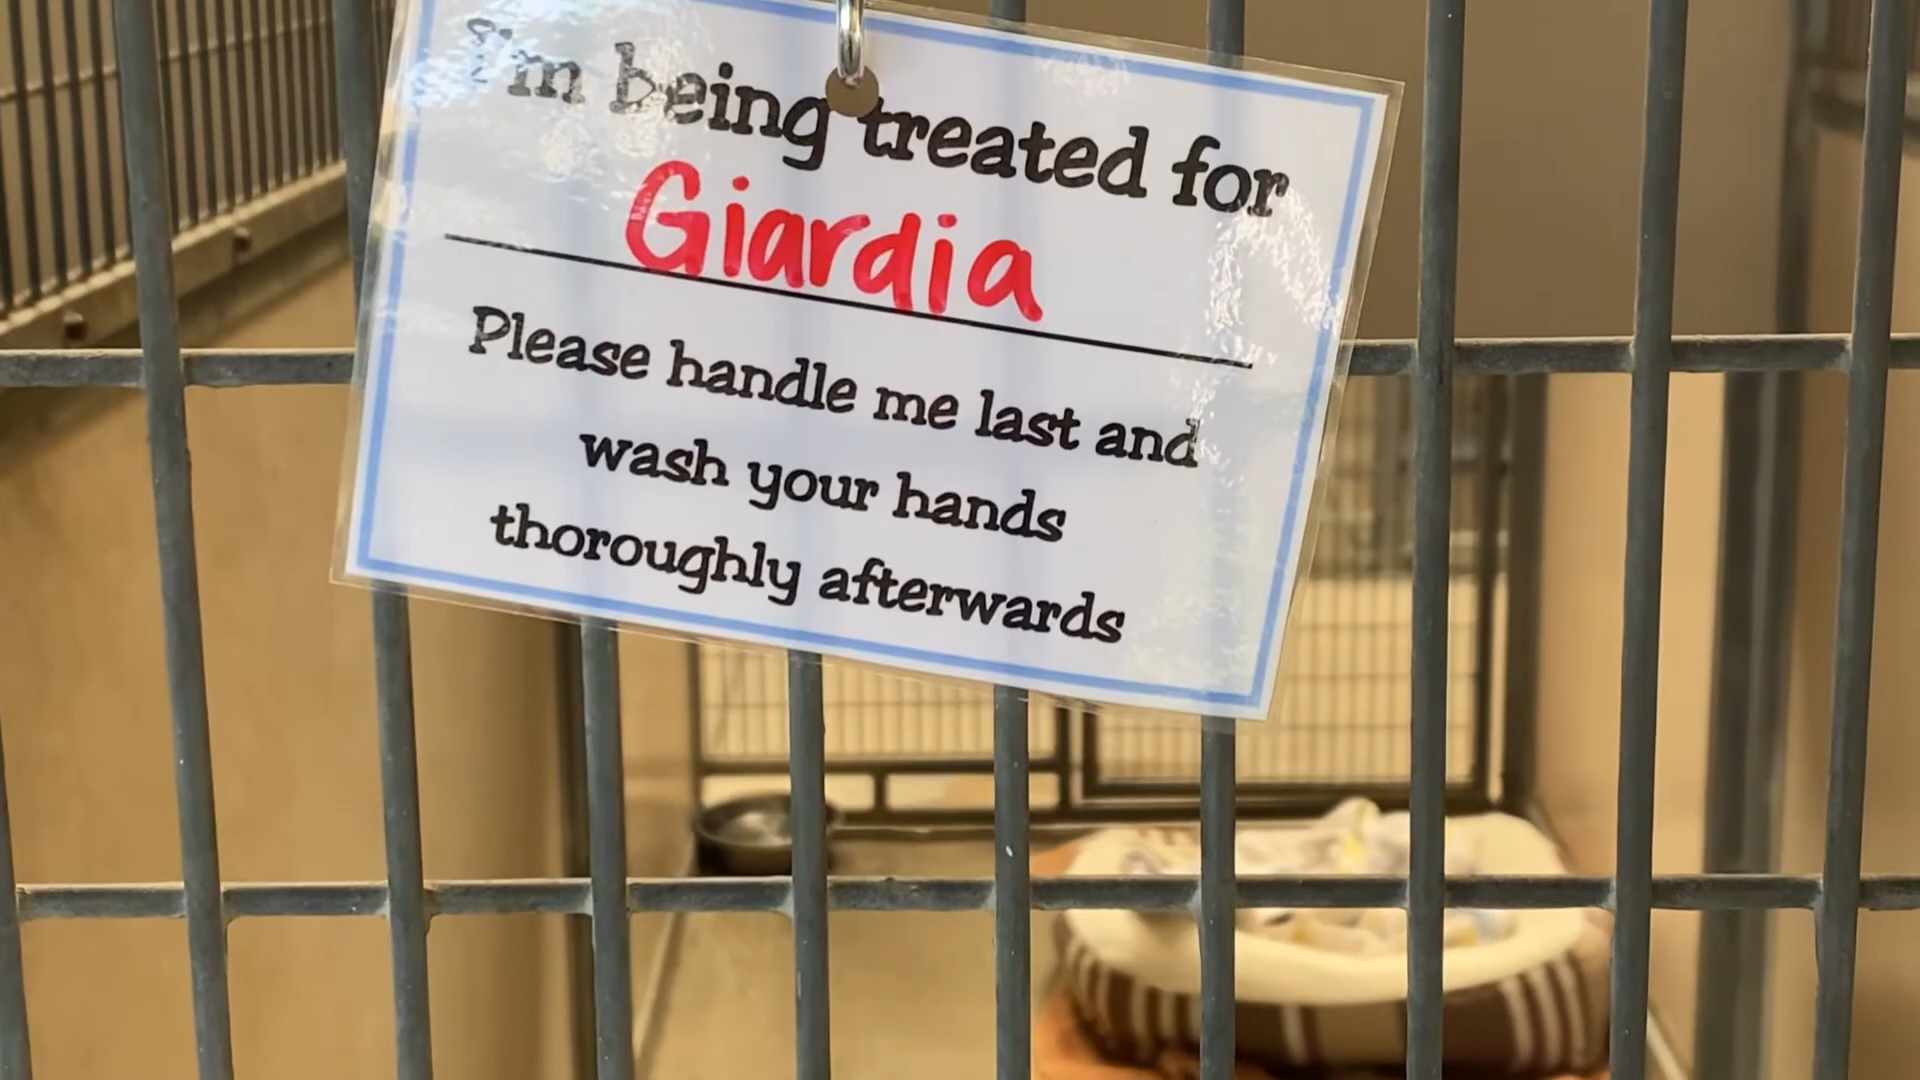 I'm being treated for
Giardia
Please handle me last and
wash your hands
thoroughly afterwards